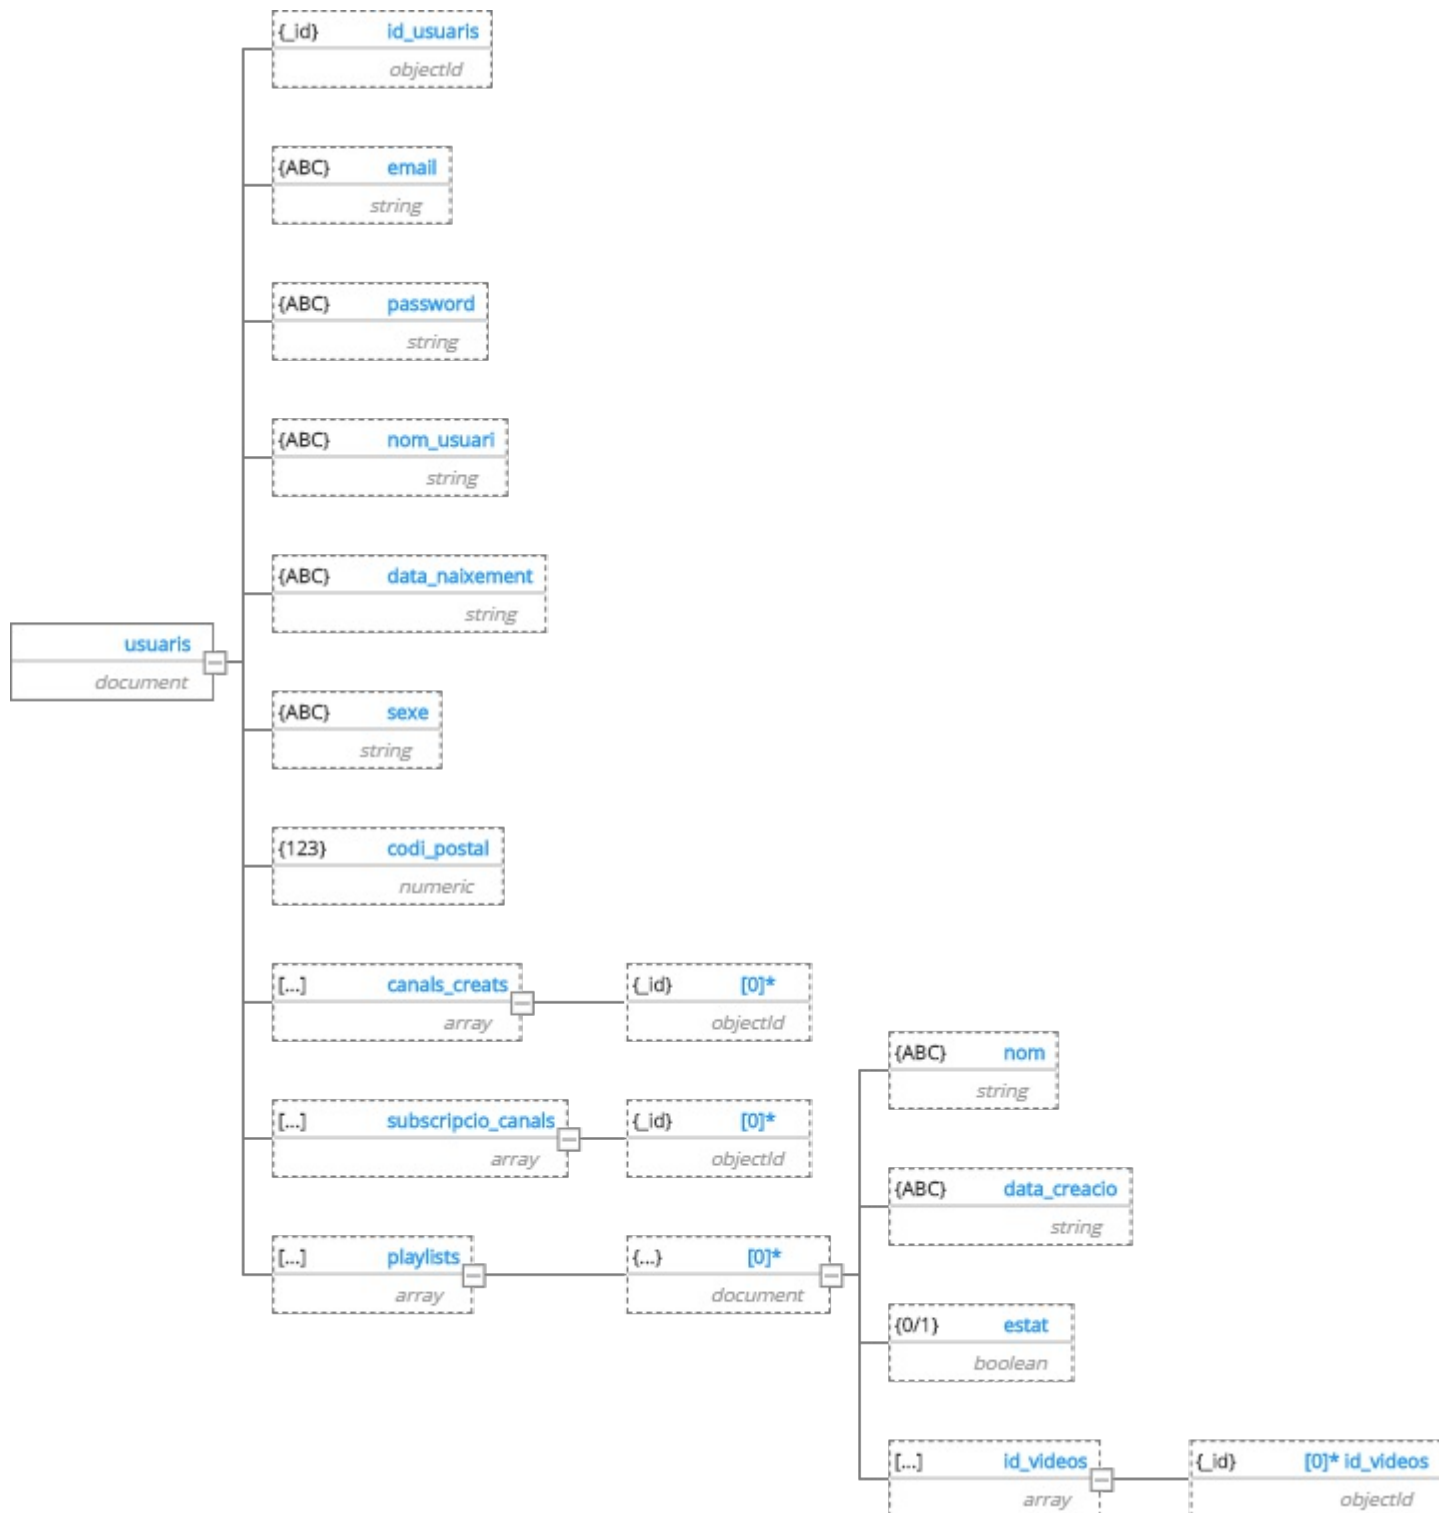 {_id} id_usuaris
objectId
{ABC} email
string
{ABC} password
string
{ABC} nom_usuari
string
{ABC} data_naixement
string
usuaris
document
{ABC} sexe
string
{123} codi_postal
numeric
[...] canals_creats
array
{_id} [0]*
objectId
[...] subscripcio_canals
array
{_id} [0]*
objectId
[...] playlists
array
{...} [0]*
document
{ABC} nom
string
{ABC} data_creacio
string
{0/1} estat
boolean
[...] id_videos
array
{_id} [0]* id_videos
objectId